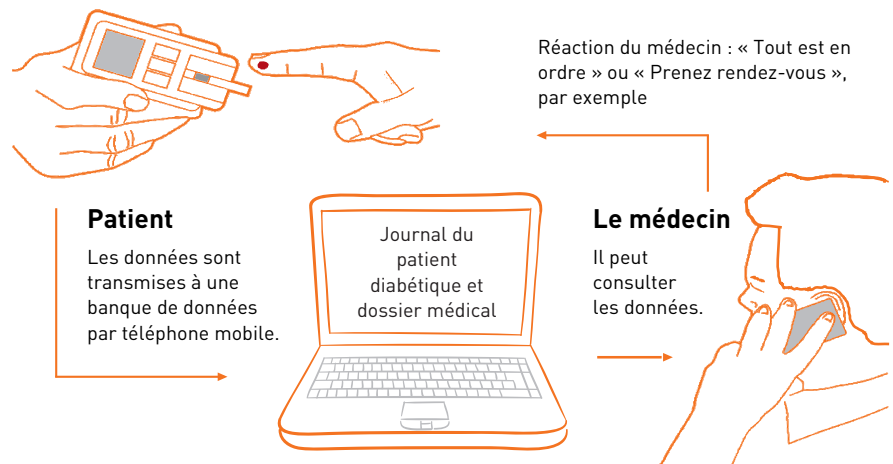 Réaction du médecin : « Tout est en
ordre » ou « Prenez rendez-vous »,
par exemple
Patient
Les données sont
transmises à une
banque de données
par téléphone mobile.
Journal du
patient
diabétique et
dossier médical
Le médecin
Il peut
consulter
les données.